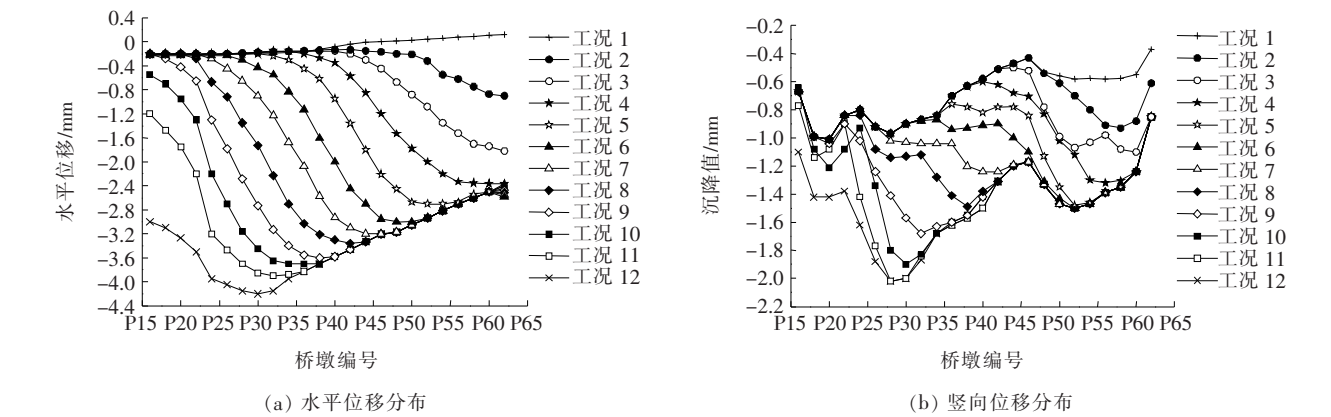 0.4
0
−0.4
−0.8
−1.2
−1.6
−2.0
−2.4
−2.8
−3.2
−3.6
−4.0
−4.4
水平位移/mm
P15 P20 P25 P30 P35 P40 P45 P50 P55 P60 P65
桥墩编号
工况 1
工况 2
工况 3
工况 4
工况 5
工况 6
工况 7
工况 8
工况 9
工况 10
工况 11
工况 12
(a) 水平位移分布
−0.2
−0.4
−0.6
−0.8
−1.0
−1.2
−1.4
−1.6
−1.8
−2.0
−2.2
沉降值/mm
P15 P20 P25 P30 P35 P40 P45 P50 P55 P60 P65
桥墩编号
工况 1
工况 2
工况 3
工况 4
工况 5
工况 6
工况 7
工况 8
工况 9
工况 10
工况 11
工况 12
(b) 竖向位移分布